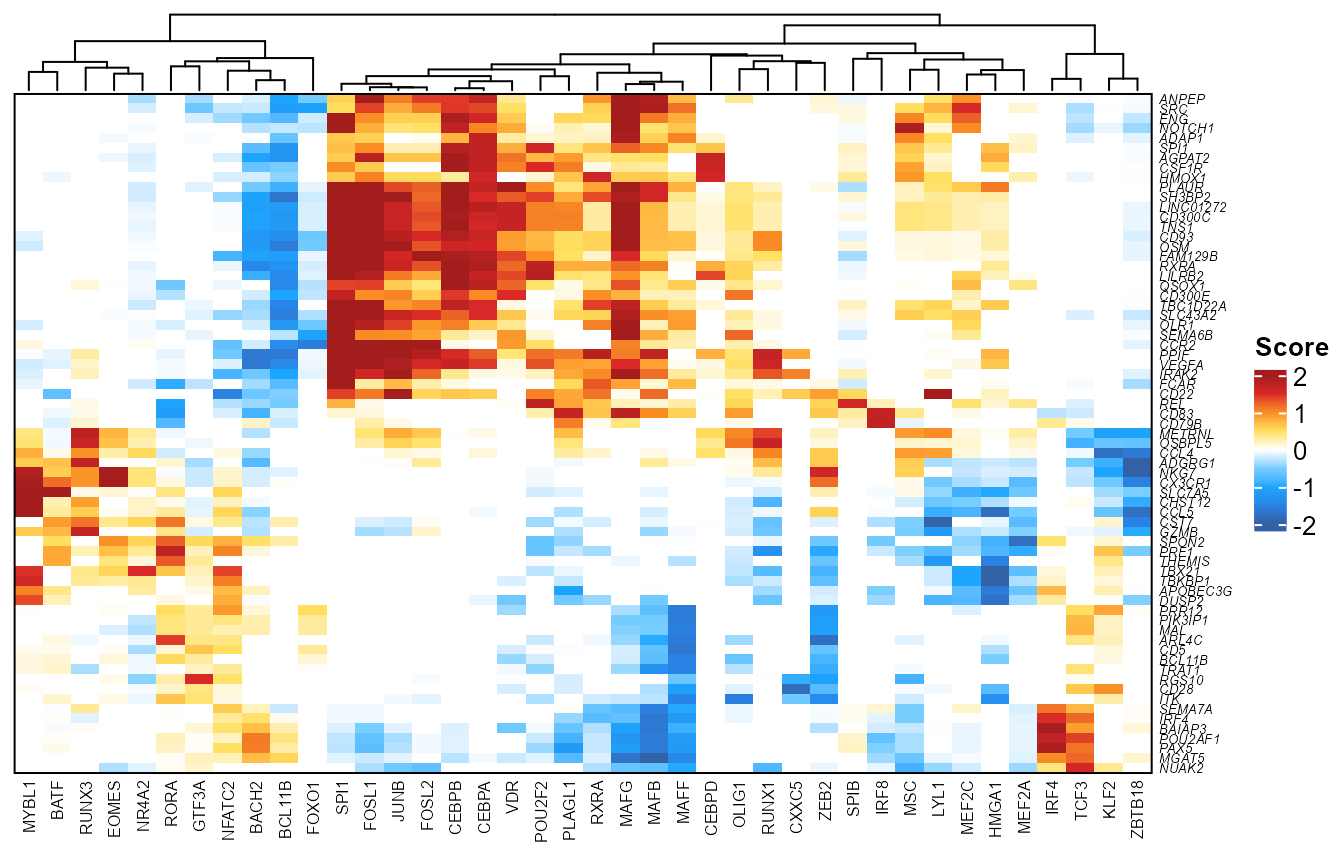 ANPEP
SRC
ENG
NOTCH1
ADAP1
SPI1
AGPAT2
CSF1R
HMOX1
PLAUR
SH3BP2
LINC01272
CD300C
TNS1
CD93
OSM
FAM129B
RXRA
LILRB2
QSOX1
CD300E
TBC1D22A
SLC43A2
OLR1
SEMA6B
CCR2
PPIF
VEGFA
IRAK2
FCAR
CD22
REL
CD83
CD79B
METRNL
OSBPL5
CCL4
ADGRG1
NKG7
CX3CR1
SLC7A5
CHST12
CCL5
CST7
GZMB
SPON2
PRF1
THEMIS
TBX21
TBKBP1
APOBEC3G
DUSP2
PRR12
PIK3IP1
MAL
ARL4C
CD5
BCL11B
TRAT1
RGS10
CD28
ITK
SEMA7A
IRF4
BAIAP3
POU2AF1
PAX5
MGAT5
NUAK2
Score
2
1
0
-1
-2
MYBL1
BATF
RUNX3
EOMES
NR4A2
RORA
GTF3A
NFATC2
BACH2
BCL11B
FOXO1
SPI1
FOSL1
JUNB
FOSL2
CEBPB
CEBPA
VDR
POU2F2
PLAGL1
RXRA
MAFG
MAFB
MAFF
CEBPD
OLIG1
RUNX1
CXXC5
ZEB2
SPIB
IRF8
MSC
LYL1
MEF2C
HMGA1
MEF2A
IRF4
TCF3
KLF2
ZBTB18